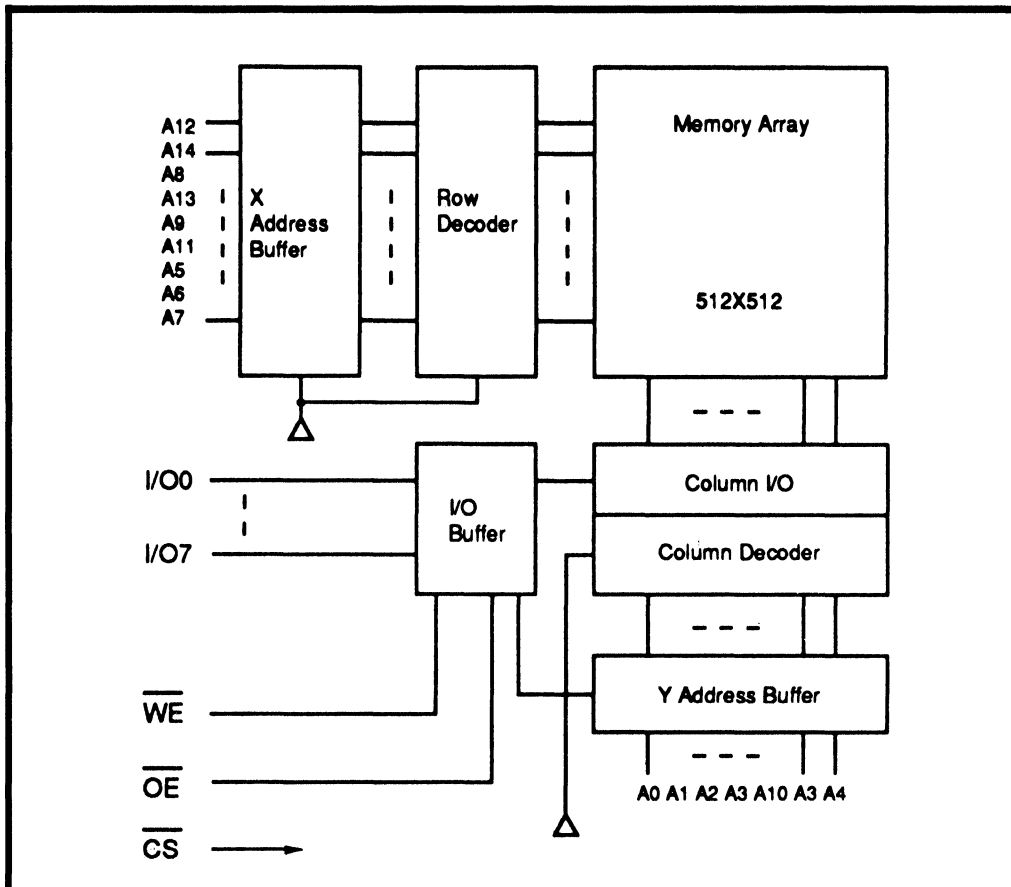 A12
A14
A8
A13
A9
A11
A5
A6
A7
X
Address
Buffer
Row
Decoder
Memory Array
512X512
I/O0
I/O7
I/O
Buffer
Column I/O
Column Decoder
Y Address Buffer
WE
OE
CS
A0 A1 A2 A3 A10 A3 A4